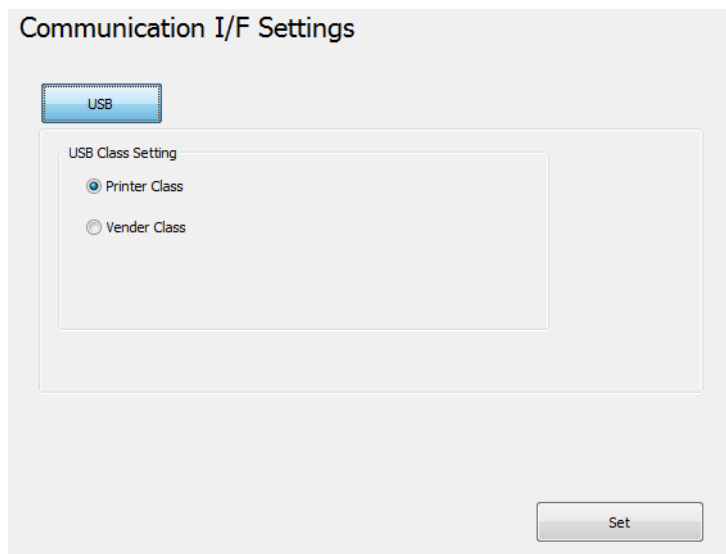 Communication I/F Settings
USB
USB Class Setting
Printer Class
Vender Class
Set